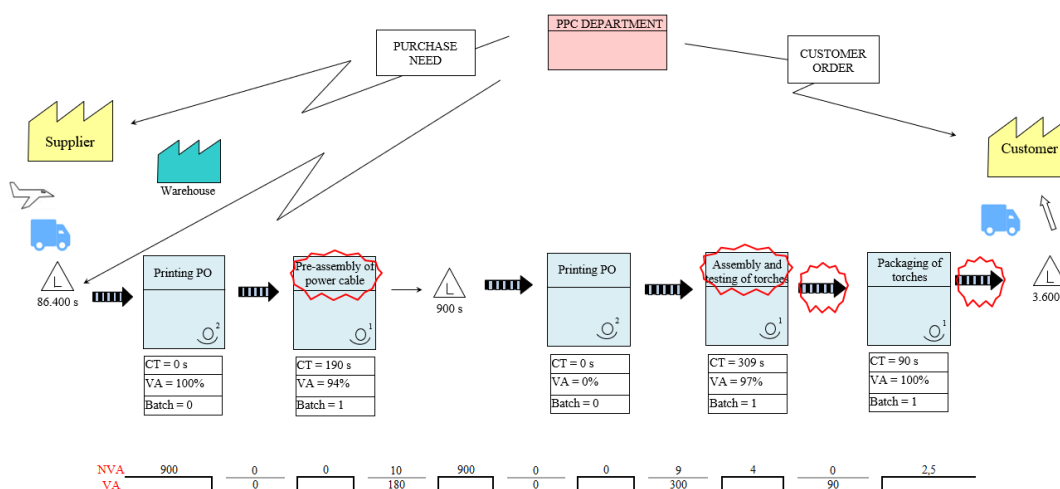 PPC DEPARTMENT
PURCHASE
NEED
CUSTOMER
ORDER
Supplier
Warehouse
Customer
L
86.400 s
Printing PO
2
CT = 0 s
VA = 100%
Batch = 0
Pre-assembly of
power cable
1
CT = 190 s
VA = 94%
Batch = 1
L
900 s
Printing PO
2
CT = 0 s
VA = 0%
Batch = 0
Assembly and
testing of torches
1
CT = 309 s
VA = 97%
Batch = 1
Packaging of
torches
1
CT = 90 s
VA = 100%
Batch = 1
L
3.600
NVA 900 0 0 10 900 0 0 9 4 0 2,5
VA 0 180 0 300 90